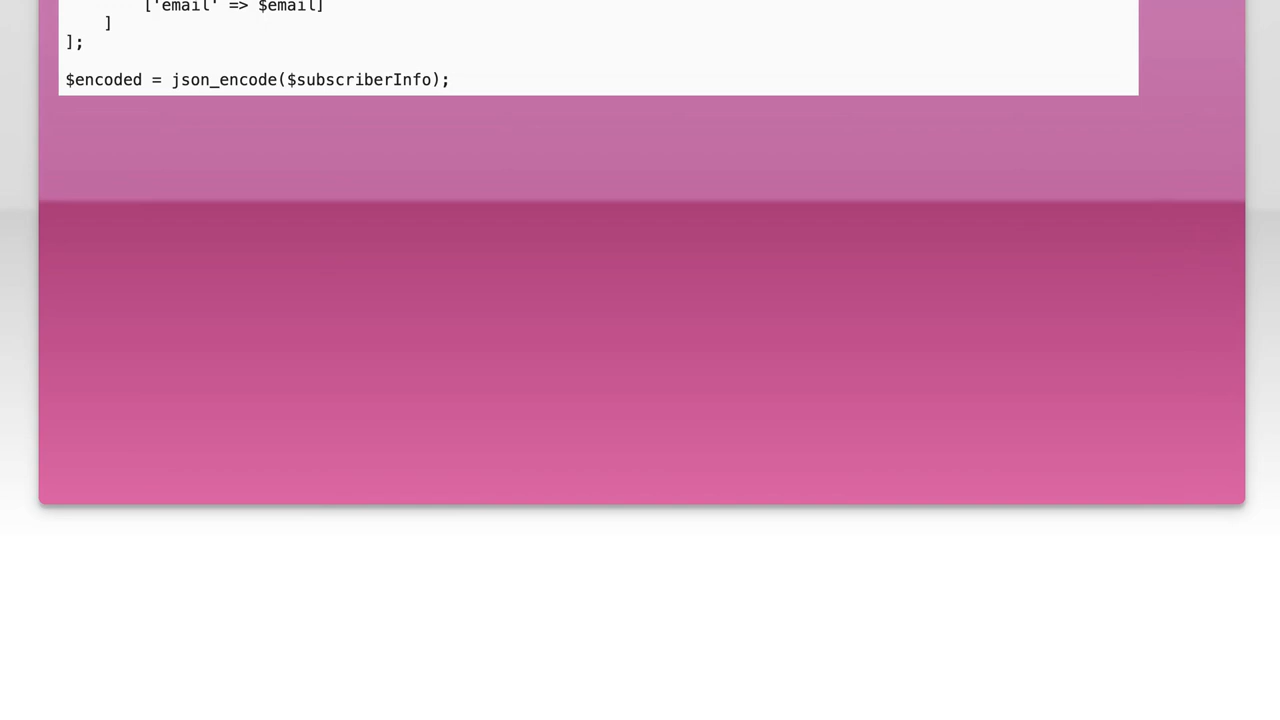 ['email' => $email]
]
];
$encoded = json_encode($subscriberInfo);